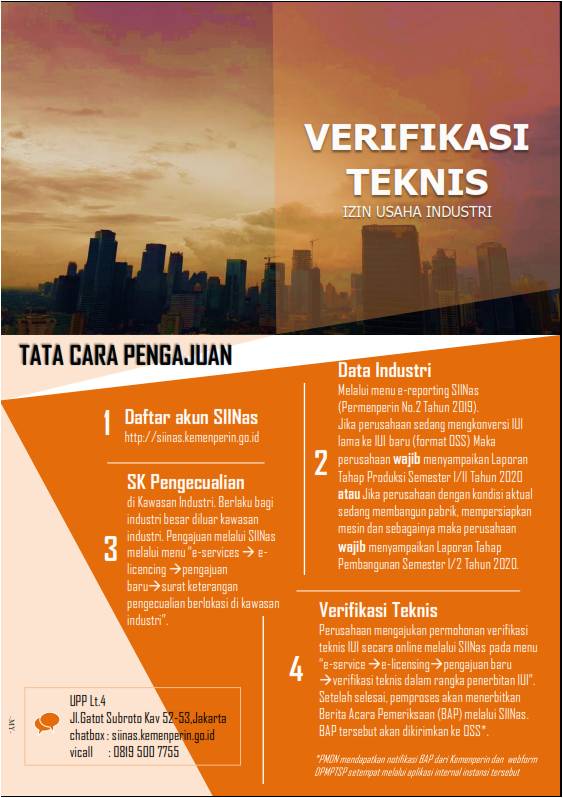 VERIFIKASI
TEKNIS
IZIN USAHA INDUSTRI
TATA CARA PENGAJUAN
1
Daftar akun SIINas
http://siinas.kemenperin.go.id
2
Data Industri
Melalui menu e-reporting SIINas
(Permenperin No.2 Tahun 2019).
Jika perusahaan sedang mengkonversi IUI
lama ke IUI baru (format OSS) Maka
perusahaan wajib menyampaikan Laporan
Tahap Produksi Semester I/II Tahun 2020
atau Jika perusahaan dengan kondisi aktual
sedang membangun pabrik, mempersiapkan
mesin dan sebagainya maka perusahaan
wajib menyampaikan Laporan Tahap
Pembangunan Semester I/2 Tahun 2020.
3
SK Pengecualian
di Kawasan Industri. Berlaku bagi
industri besar diluar kawasan
industri. Pengajuan melalui SIINas
melalui menu “e-services → e-
licencing →pengajuan
baru→surat keterangan
pengecualian berlokasi di kawasan
industri”.
4
Verifikasi Teknis
Perusahaan mengajukan permohonan verifikasi
teknis IUI secara online melalui SIINas pada menu
“e-service →e-licensing→pengajuan baru
→verifikasi teknis dalam rangka penerbitan IUI”.
Setelah selesai, pemproses akan menerbitkan
Berita Acara Pemeriksaan (BAP) melalui SIINas.
BAP tersebut akan dikirimkan ke OSS*.
*PMDN mendapatkan notifikasi BAP dari Kemenperin dan webform
DPMPTSP setempat melalui aplikasi internal instansi tersebut
UPP Lt.4
Jl.Gatot Subroto Kav 52-53,Jakarta
chatbox : siinas.kemenperin.go.id
vicall : 0819 500 7755
-MY-